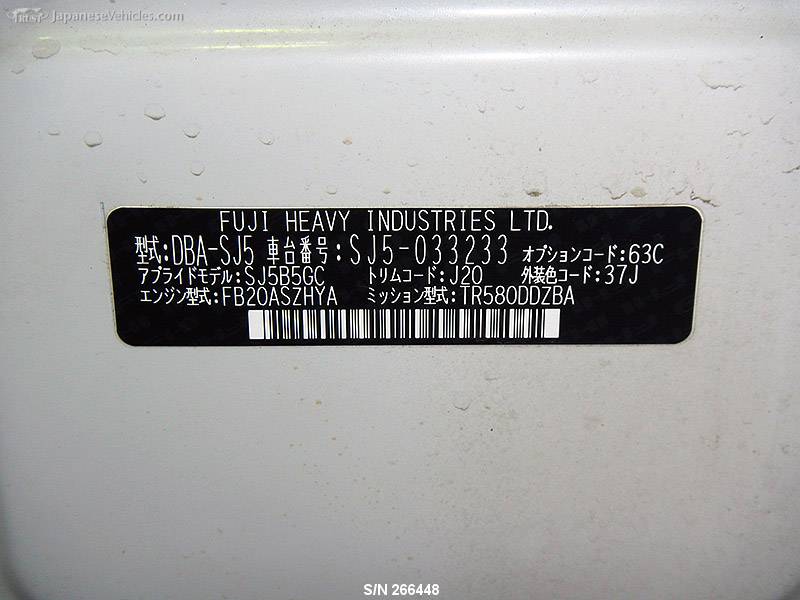 TRUST JapaneseVehicles.com
FUJI HEAVY INDUSTRIES LTD.
型式:DBA-SJ5 車台番号:SJ5-033233 オプションコード:63C
アプライドモデル:SJ5B5GC トリムコード:J20 外装色コード:37J
エンジン型式:FB20ASZHYA ミッション型式:TR580DDZBA
S/N 266448